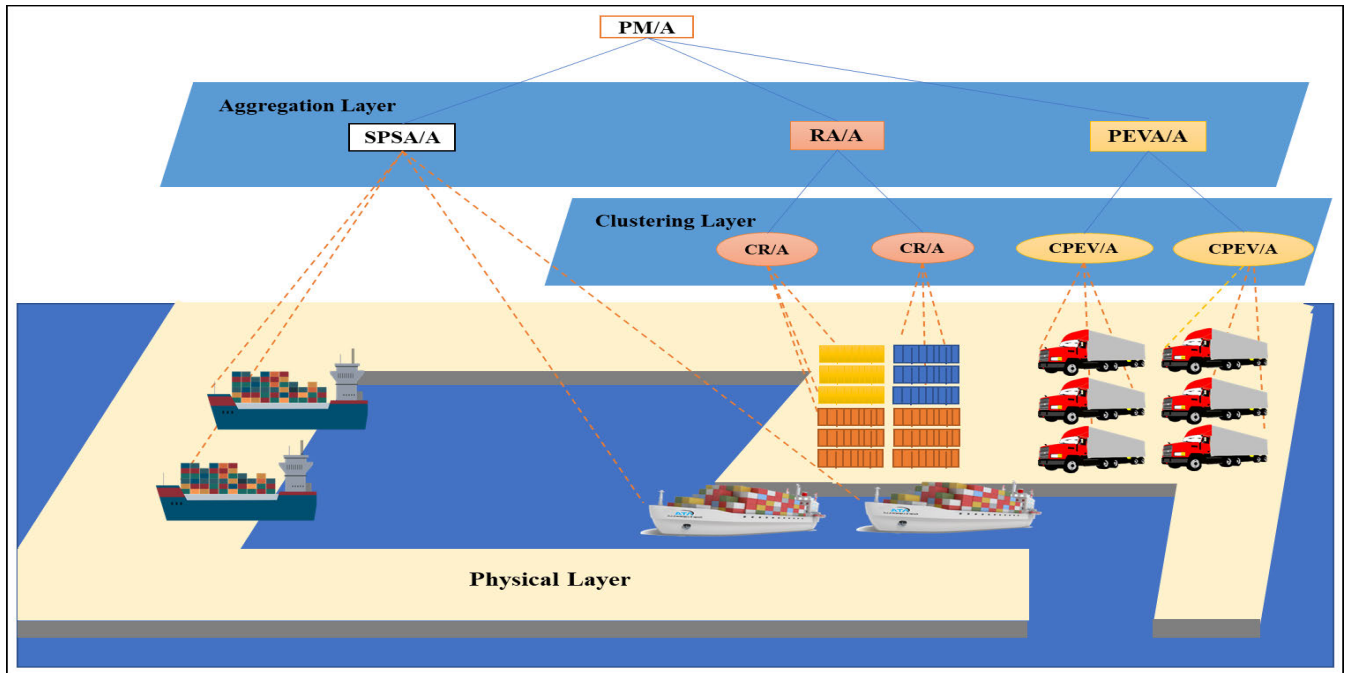 PM/A
Aggregation Layer
SPSA/A
RA/A
PEVA/A
Clustering Layer
CR/A
CR/A
CPEV/A
CPEV/A
Physical Layer